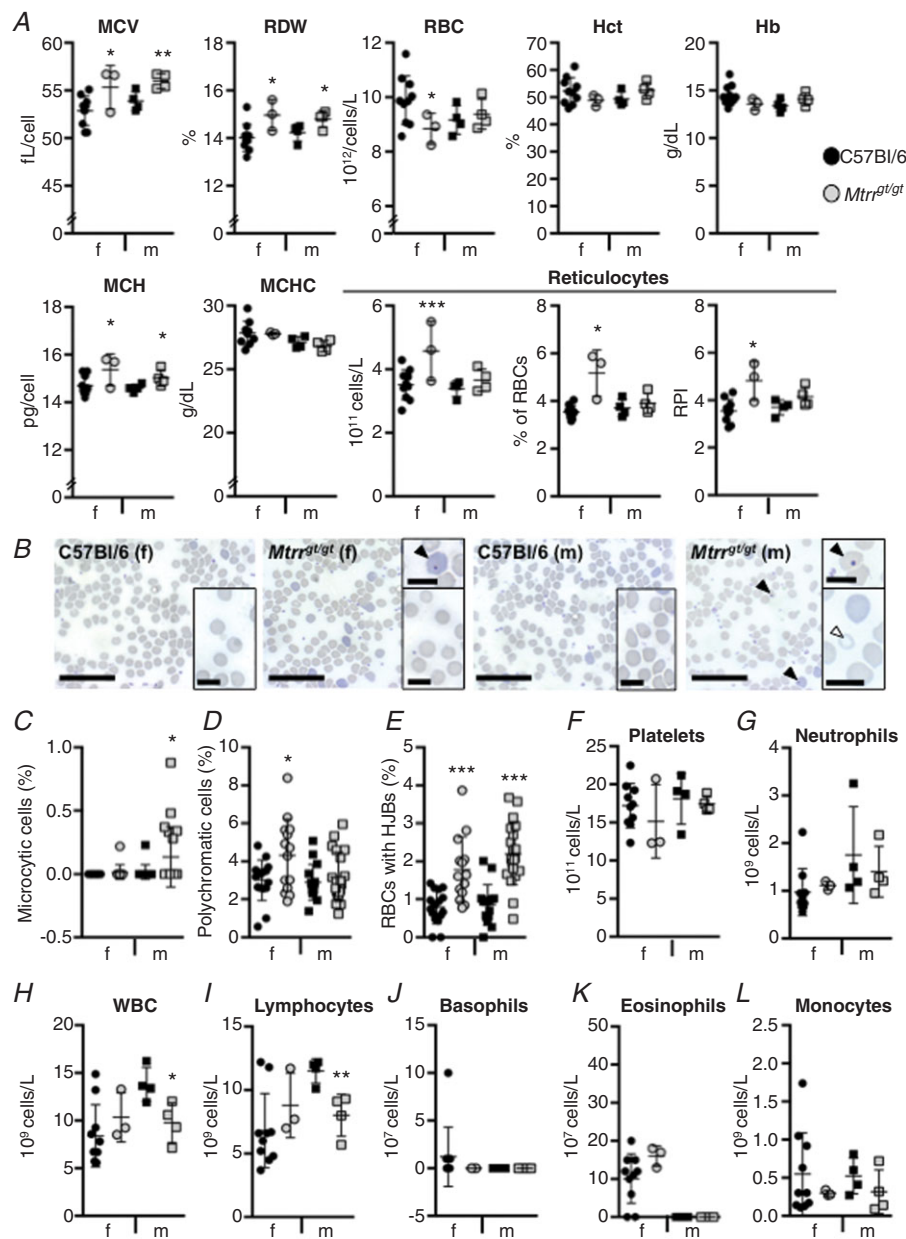 A
MCV RDW RBC Hct Hb
fL/cell
60
55
50
45
0
* **
%
18
16
14
12
0
* *
10¹²/cells/L
12
10
8
6
0
*
f m
%
70
60
50
40
30
20
10
0
f m
g/dL
20
15
10
5
0
f m
f m
f m
C57Bl/6
Mtrrgt/gt
MCH MCHC Reticulocytes
pg/cell
18
16
14
12
0
* *
f m
g/dL
30
25
20
15
0
f m
10¹¹ cells/L
6
4
2
0
***
f m
% of RBCs
8
6
4
2
0
*
f m
RPI
8
6
4
2
0
*
f m
B
C57Bl/6 (f) Mtrrgt/gt (f) C57Bl/6 (m) Mtrrgt/gt (m)
C
Microcytic cells (%)
1.0
0.5
0.0
-0.5
*
f m
D
Polychromatic cells (%)
10
8
6
4
2
0
*
f m
E
RBCs with HJBs (%)
5
4
3
2
1
0
*** ***
f m
F Platelets
10¹¹ cells/L
25
20
15
10
5
0
f m
G Neutrophils
10⁹ cells/L
4
3
2
1
0
f m
H WBC
10⁹ cells/L
20
15
10
5
0
*
f m
I Lymphocytes
10⁹ cells/L
15
10
5
0
**
f m
J Basophils
10⁷ cells/L
15
10
5
0
-5
f m
K Eosinophils
10⁷ cells/L
50
40
30
20
10
0
f m
L Monocytes
10⁹ cells/L
2.5
2.0
1.5
1.0
0.5
0.0
f m